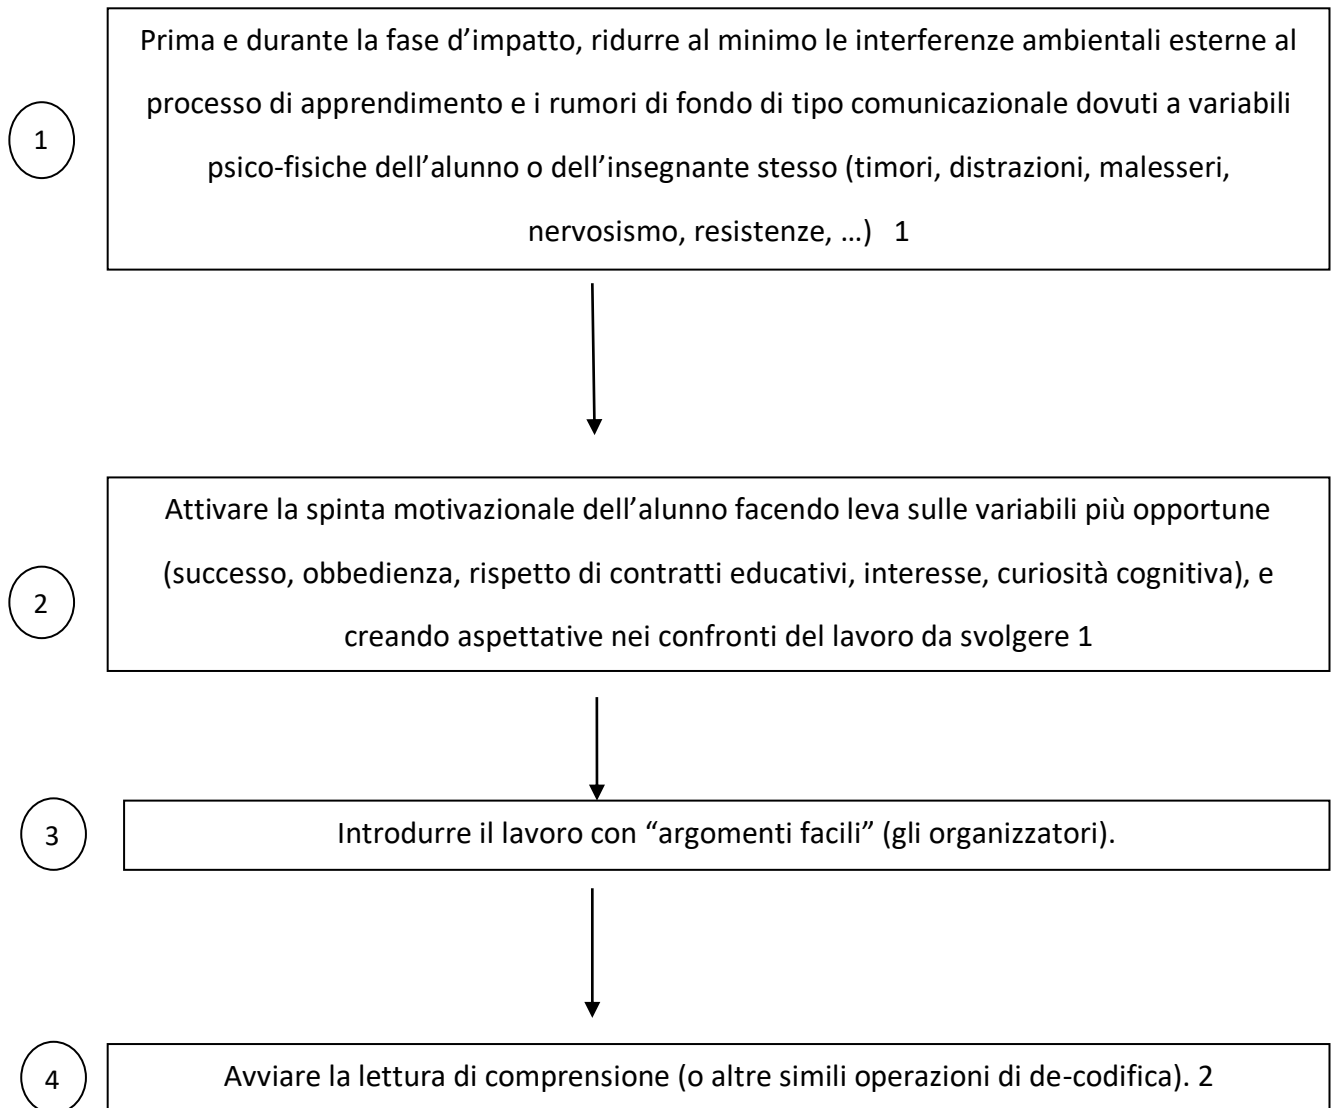 Prima e durante la fase d’impatto, ridurre al minimo le interferenze ambientali esterne al
processo di apprendimento e i rumori di fondo di tipo comunicazionale dovuti a variabili
1
psico-fisiche dell’alunno o dell’insegnante stesso (timori, distrazioni, malesseri,
nervosismo, resistenze, …) 1
Attivare la spinta motivazionale dell’alunno facendo leva sulle variabili più opportune
(successo, obbedienza, rispetto di contratti educativi, interesse, curiosità cognitiva), e
2
creando aspettative nei confronti del lavoro da svolgere 1
3
Introdurre il lavoro con “argomenti facili” (gli organizzatori).
4
Avviare la lettura di comprensione (o altre simili operazioni di de-codifica). 2